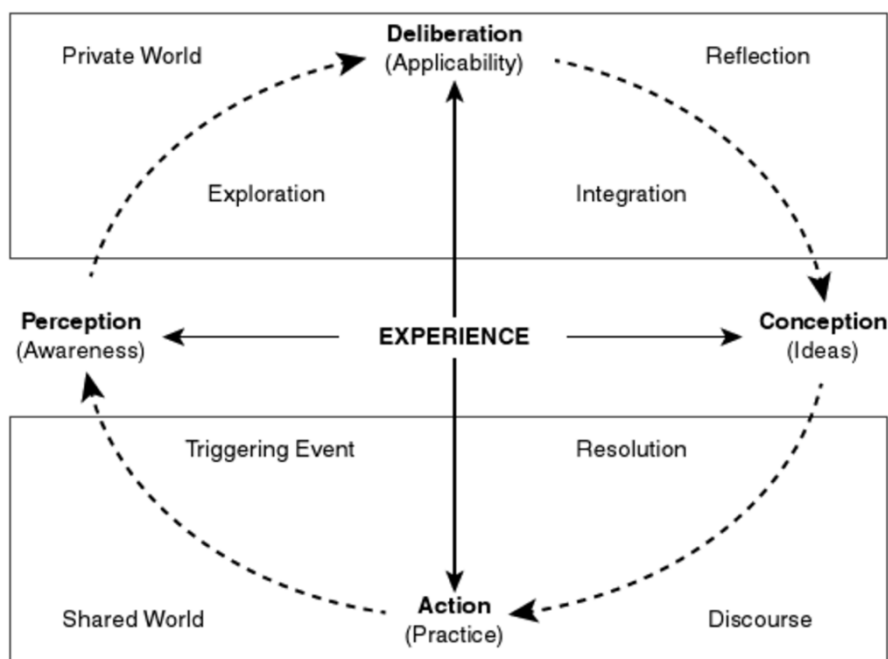 Deliberation
(Applicability)
Private World
Reflection
Exploration
Integration
Perception
(Awareness)
EXPERIENCE
Conception
(Ideas)
Triggering Event
Resolution
Shared World
Action
(Practice)
Discourse